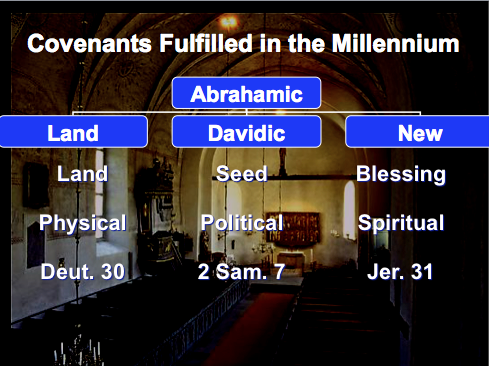 Covenants Fulfilled in the Millennium
Abrahamic
Land Davidic New
Land Seed Blessing
Physical Political Spiritual
Deut. 30 2 Sam. 7 Jer. 31